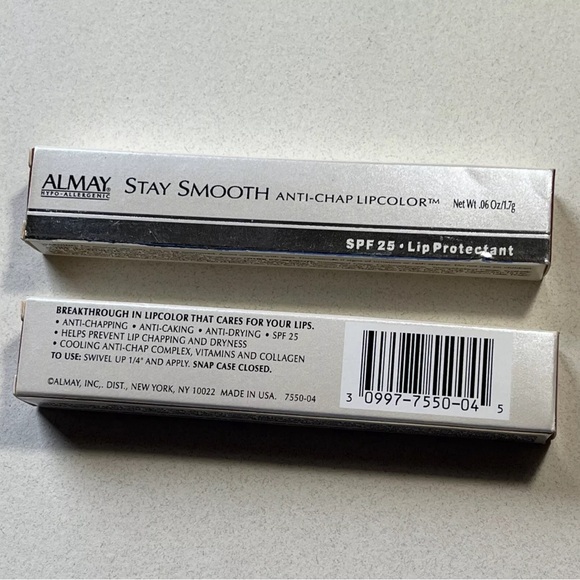 ALMAY®
HYPO-ALLERGENIC
STAY SMOOTH ANTI-CHAP LIPCOLOR™ Net Wt .06 Oz/1.7g
SPF 25 • Lip Protectant
BREAKTHROUGH IN LIPCOLOR THAT CARES FOR YOUR LIPS.
• ANTI-CHAPPING • ANTI-CAKING • ANTI-DRYING • SPF 25
• HELPS PREVENT LIP CHAPPING AND DRYNESS
• COOLING ANTI-CHAP COMPLEX, VITAMINS AND COLLAGEN
TO USE: SWIVEL UP 1/4" AND APPLY. SNAP CASE CLOSED.
©ALMAY, INC,. DIST., NEW YORK, NY 10022 MADE IN USA. 7550-04
3 0997-7550-04 5